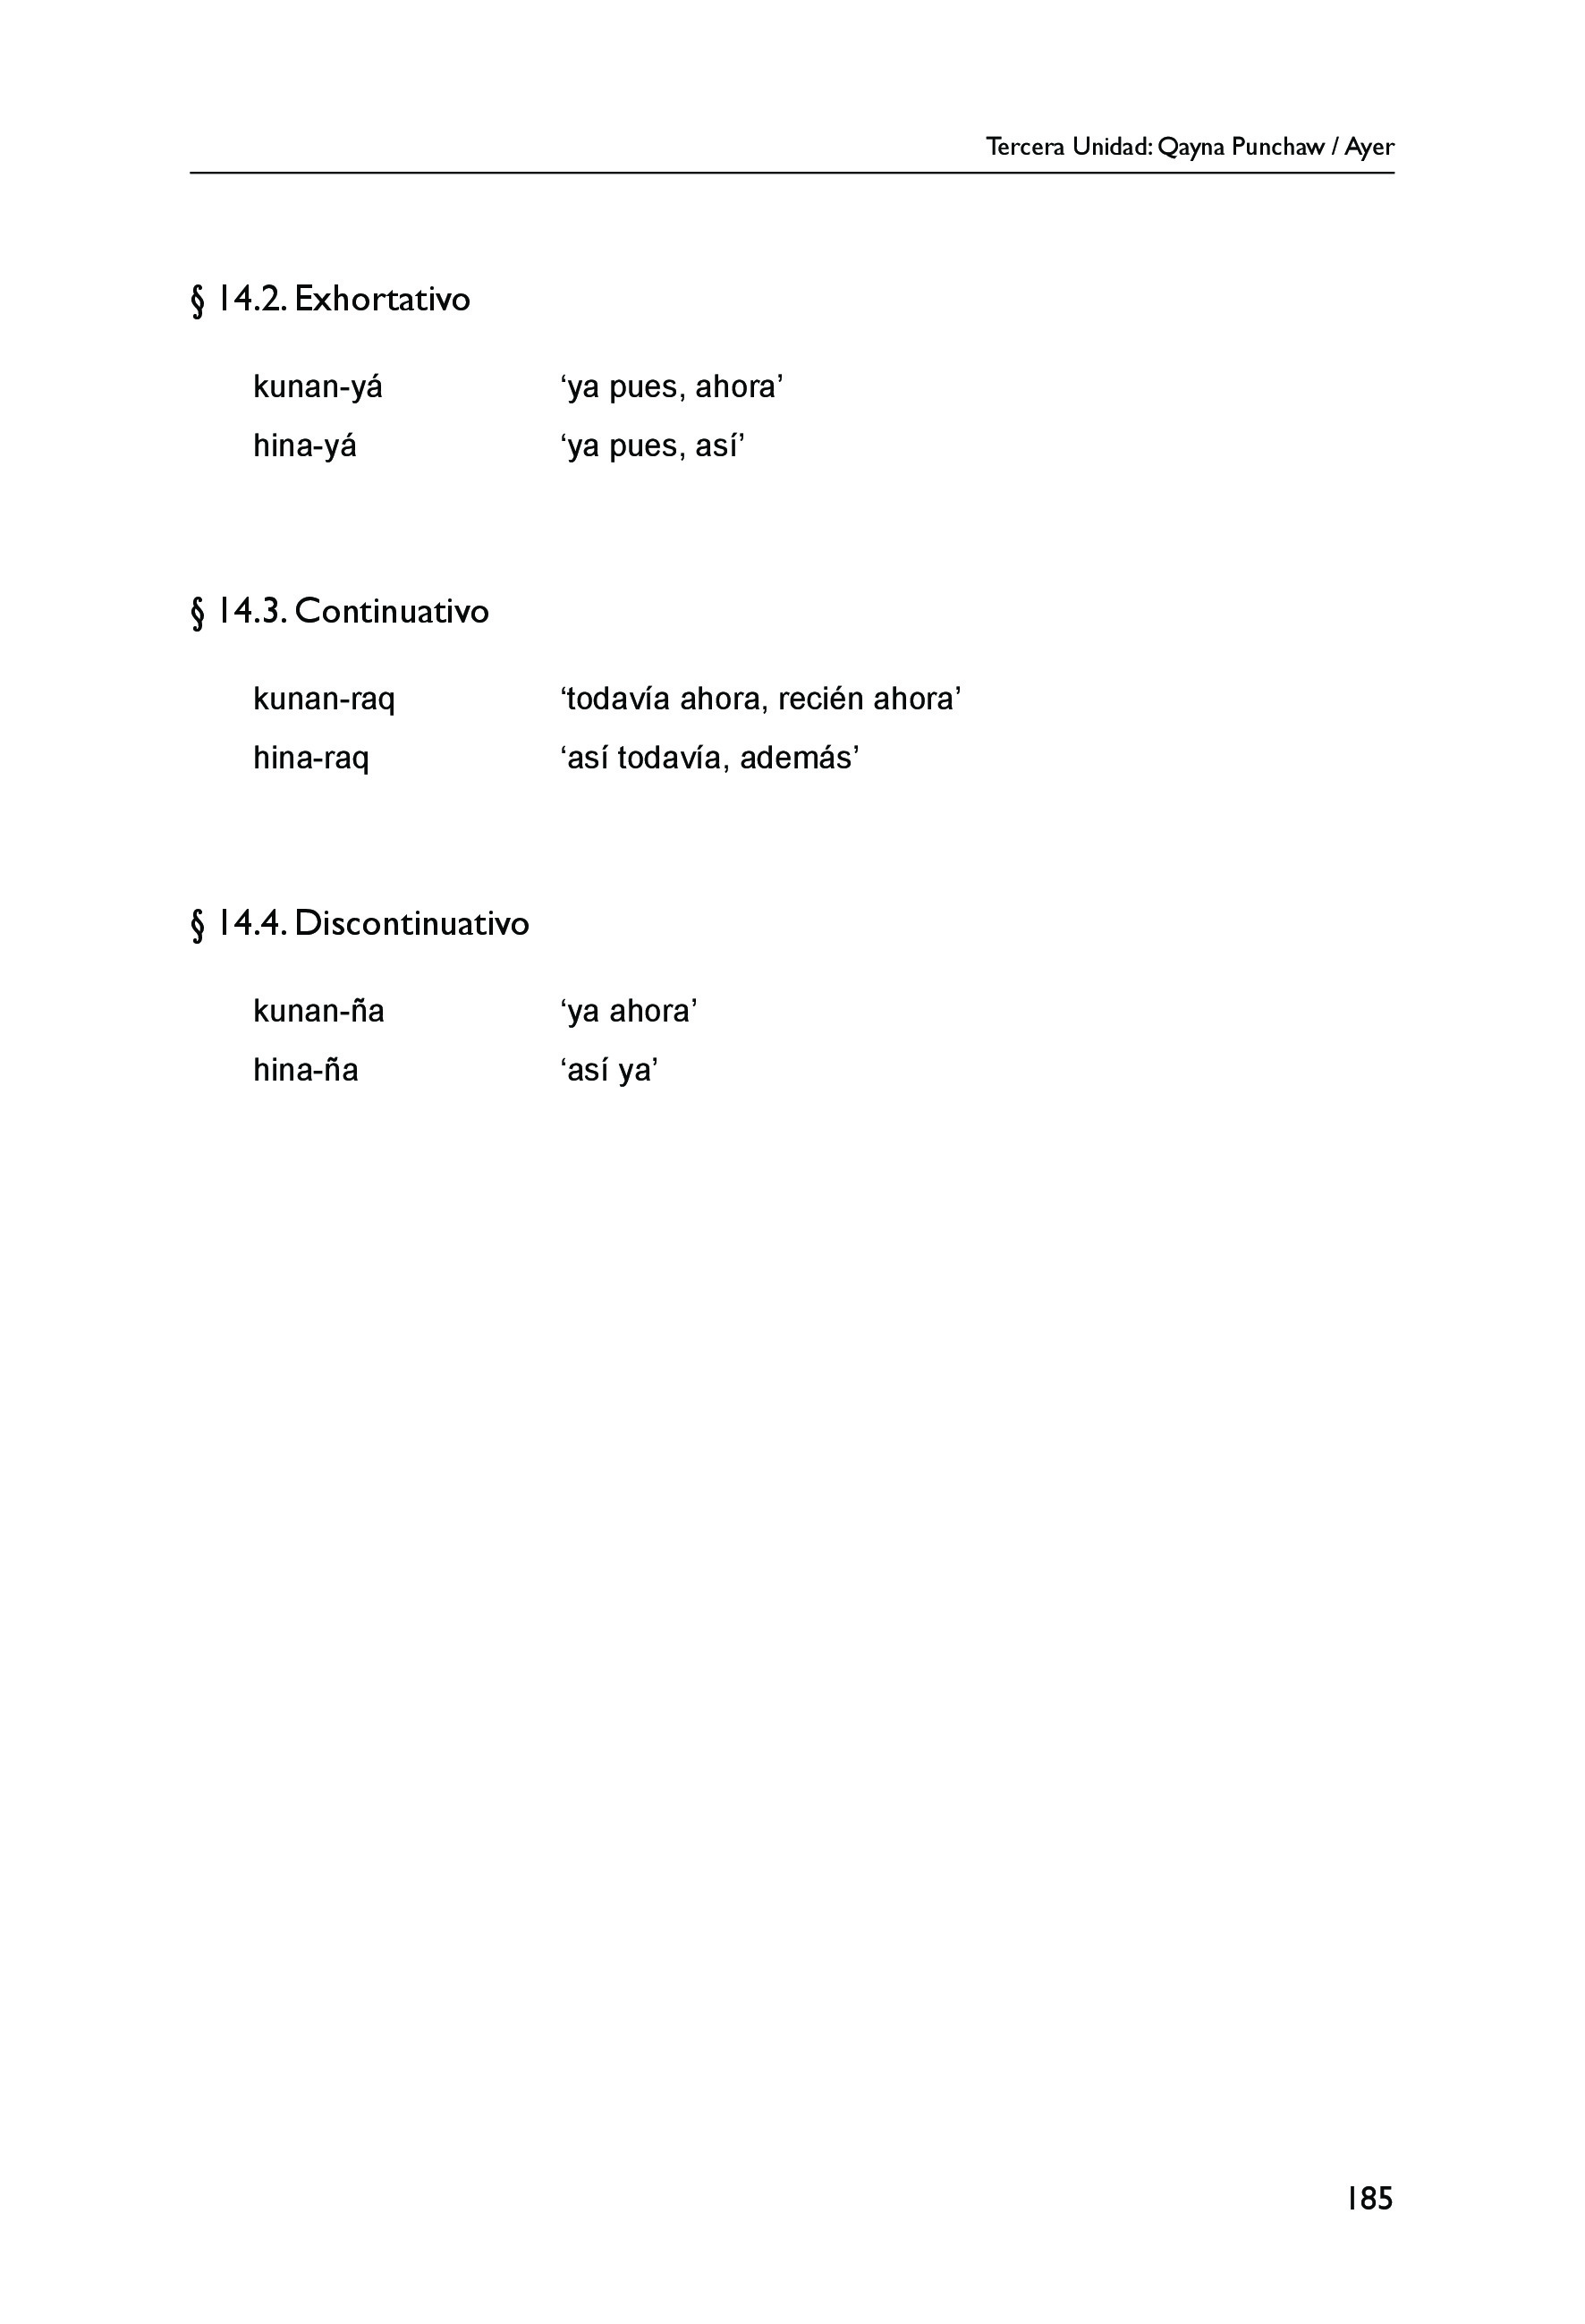 Tercera Unidad: Qayna Punchaw / Ayer
§ 14.2. Exhortativo
kunan-yá ‘ya pues, ahora’
hina-yá ‘ya pues, así’
§ 14.3. Continuativo
kunan-raq ‘todavía ahora, recién ahora’
hina-raq ‘así todavía, además’
§ 14.4. Discontinuativo
kunan-ña ‘ya ahora’
hina-ña ‘así ya’
185